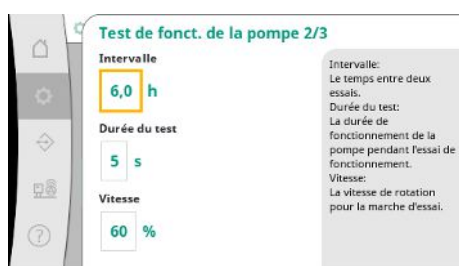 Test de fonct. de la pompe 2/3
Intervalle
6,0 h
Durée du test
5 s
Vitesse
60 %
Intervalle:
Le temps entre deux
essais.
Durée du test:
La durée de
fonctionnement de la
pompe pendant l'essai de
fonctionnement.
Vitesse:
La vitesse de rotation
pour la marche d'essai.
?